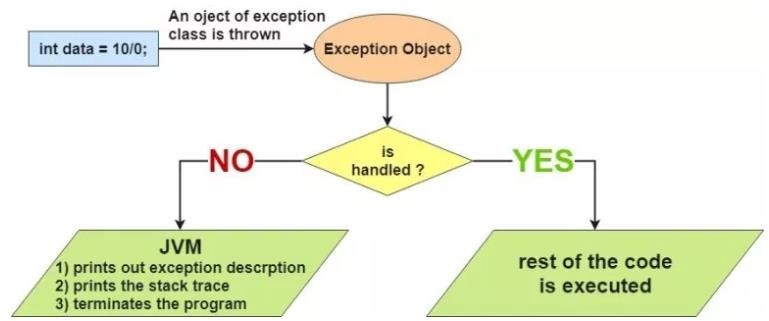 An oject of exception
class is thrown
int data = 10/0;
Exception Object
is
handled ?
NO
YES
JVM
1) prints out exception descrption
2) prints the stack trace
3) terminates the program
rest of the code
is executed